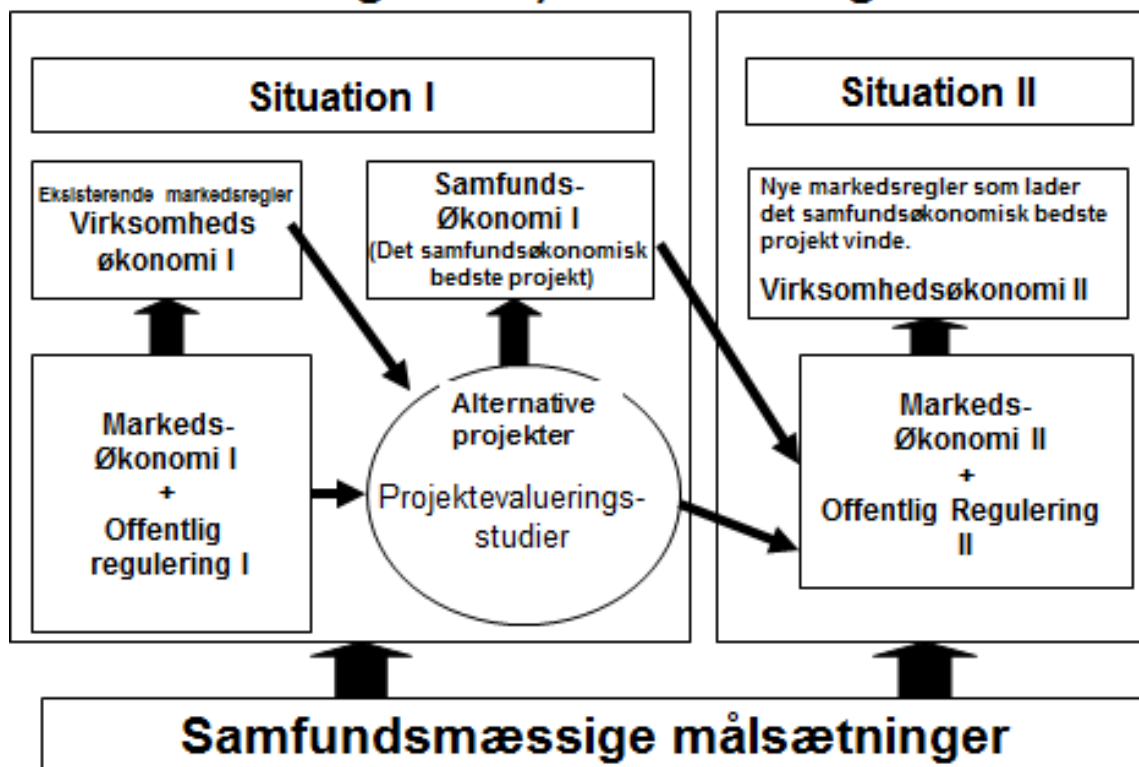 Situation I
Eksisterende markedsregler
Virksomheds
økonomi I
Samfunds-
Økonomi I
(Det samfundsøkonomisk
bedste projekt)
Markeds-
Økonomi I
+
Offentlig
regulering I
Alternative
projekter
Projektevaluerings-
studier
Situation II
Nye markedsregler som lader
det samfundsøkonomisk bedste
projekt vinde.
Virksomhedsøkonomi II
Markeds-
Økonomi II
+
Offentlig Regulering
II
Samfundsmæssige målsætninger